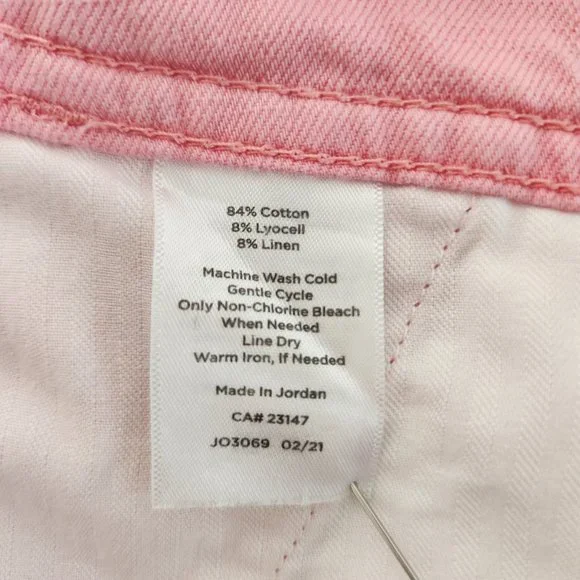 84% Cotton
8% Lyocell
8% Linen
Machine Wash Cold
Gentle Cycle
Only Non-Chlorine Bleach
When Needed
Line Dry
Warm Iron, If Needed
Made In Jordan
CA# 23147
JO3069 02/21